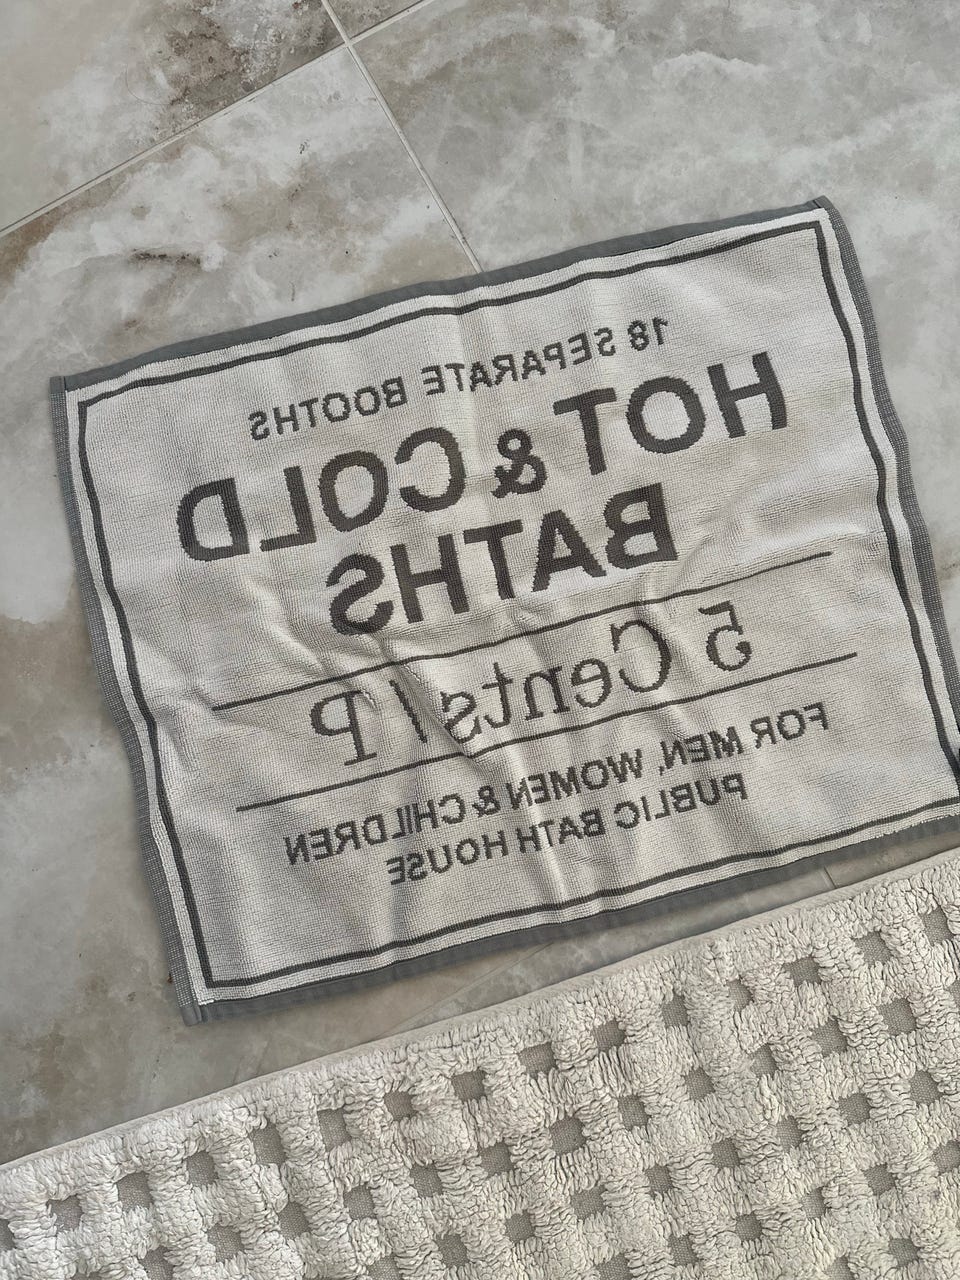 18 SEPARATE BOOTHS
HOT & COLD
BATHS
5 Cents / P
FOR MEN, WOMEN & CHILDREN
PUBLIC BATH HOUSE